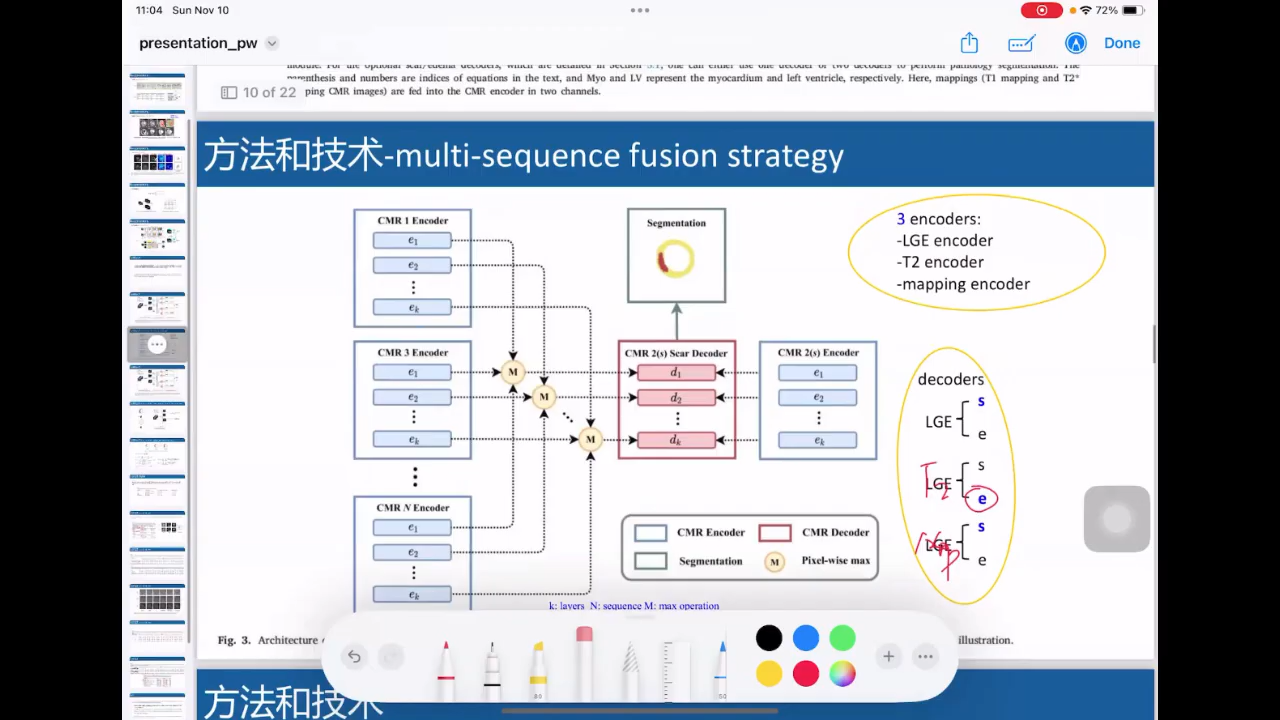 11:04 Sun Nov 10
72%
presentation_pw
Done
module. For the optional scar/edema decoders, which are detailed in Section 3.1, one can either use one decoder or two decoders to perform pathology segmentation. The
parenthesis and numbers are indices of equations in the text, and Myo and LV represent the myocardium and left ventricle, respectively. Here, mappings (T1 mapping and T2*
10 of 22
ping CMR images) are fed into the CMR encoder in two channels.
方法和技术-multi-sequence fusion strategy
CMR 1 Encoder
e1
e2
ek
CMR 3 Encoder
e1
e2
ek
CMR N Encoder
e1
e2
ek
M
M
M
Segmentation
CMR 2(s) Scar Decoder
d1
d2
dk
CMR 2(s) Encoder
e1
e2
ek
CMR Encoder
CMR Decoder
Segmentation
M
Pixel-wise max
k: layers N: sequence M: max operation
3 encoders:
-LGE encoder
-T2 encoder
-mapping encoder
decoders
LGE
s
e
LGE
T2
s
e
LGE
s
e
Fig. 3. Architecture
illustration.
方法和技术